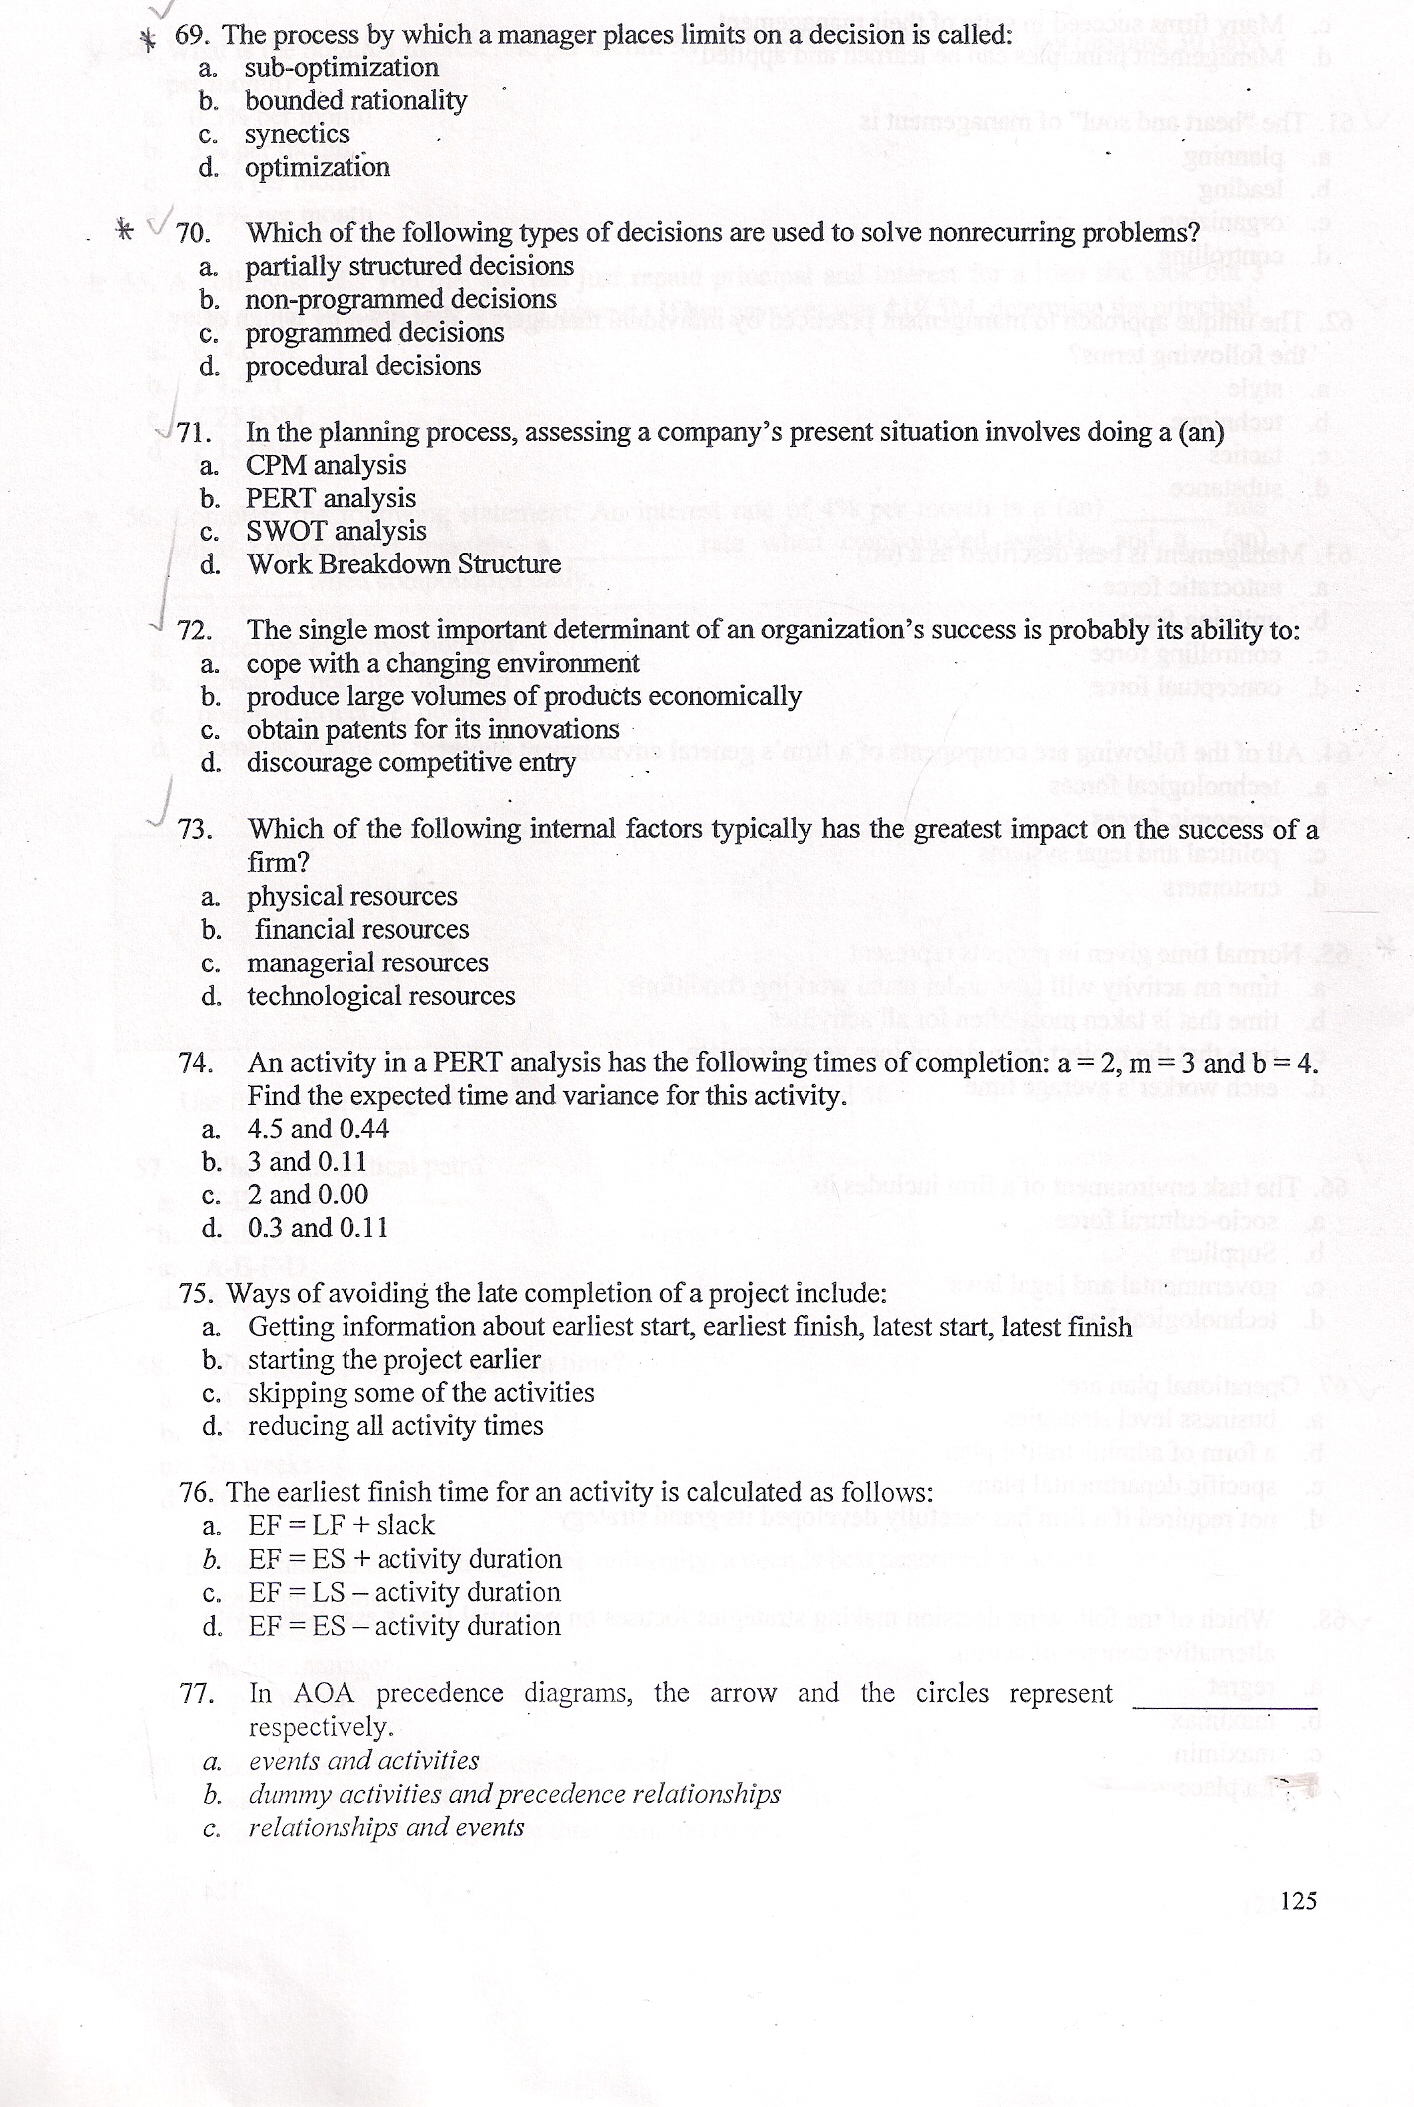 69. The process by which a manager places limits on a decision is called:
a. sub-optimization
b. bounded rationality
c. synectics
d. optimization
70. Which of the following types of decisions are used to solve nonrecurring problems?
a. partially structured decisions
b. non-programmed decisions
c. programmed decisions
d. procedural decisions
71. In the planning process, assessing a company's present situation involves doing a (an)
a. CPM analysis
b. PERT analysis
c. SWOT analysis
d. Work Breakdown Structure
72. The single most important determinant of an organization's success is probably its ability to:
a. cope with a changing environment
b. produce large volumes of products economically
c. obtain patents for its innovations
d. discourage competitive entry
73. Which of the following internal factors typically has the greatest impact on the success of a
firm?
a. physical resources
b. financial resources
c. managerial resources
d. technological resources
74. An activity in a PERT analysis has the following times of completion: a = 2, m = 3 and b = 4.
Find the expected time and variance for this activity.
a. 4.5 and 0.44
b. 3 and 0.11
c. 2 and 0.00
d. 0.3 and 0.11
75. Ways of avoiding the late completion of a project include:
a. Getting information about earliest start, earliest finish, latest start, latest finish
b. starting the project earlier
c. skipping some of the activities
d. reducing all activity times
76. The earliest finish time for an activity is calculated as follows:
a. EF = LF + slack
b. EF = ES + activity duration
c. EF = LS – activity duration
d. EF = ES – activity duration
77. In AOA precedence diagrams, the arrow and the circles represent ______________
respectively.
a. events and activities
b. dummy activities and precedence relationships
c. relationships and events
125